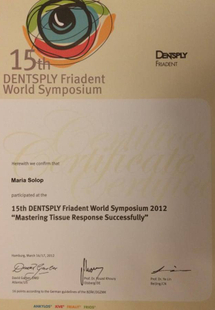 15th
DENTSPLY Friadent
World Symposium
DENTSPLY
FRIADENT
Herewith we confirm that
Maria Solop
participated at the
15th DENTSPLY Friadent World Symposium 2012
"Mastering Tissue Response Successfully"
Hamburg, March 16/17, 2012